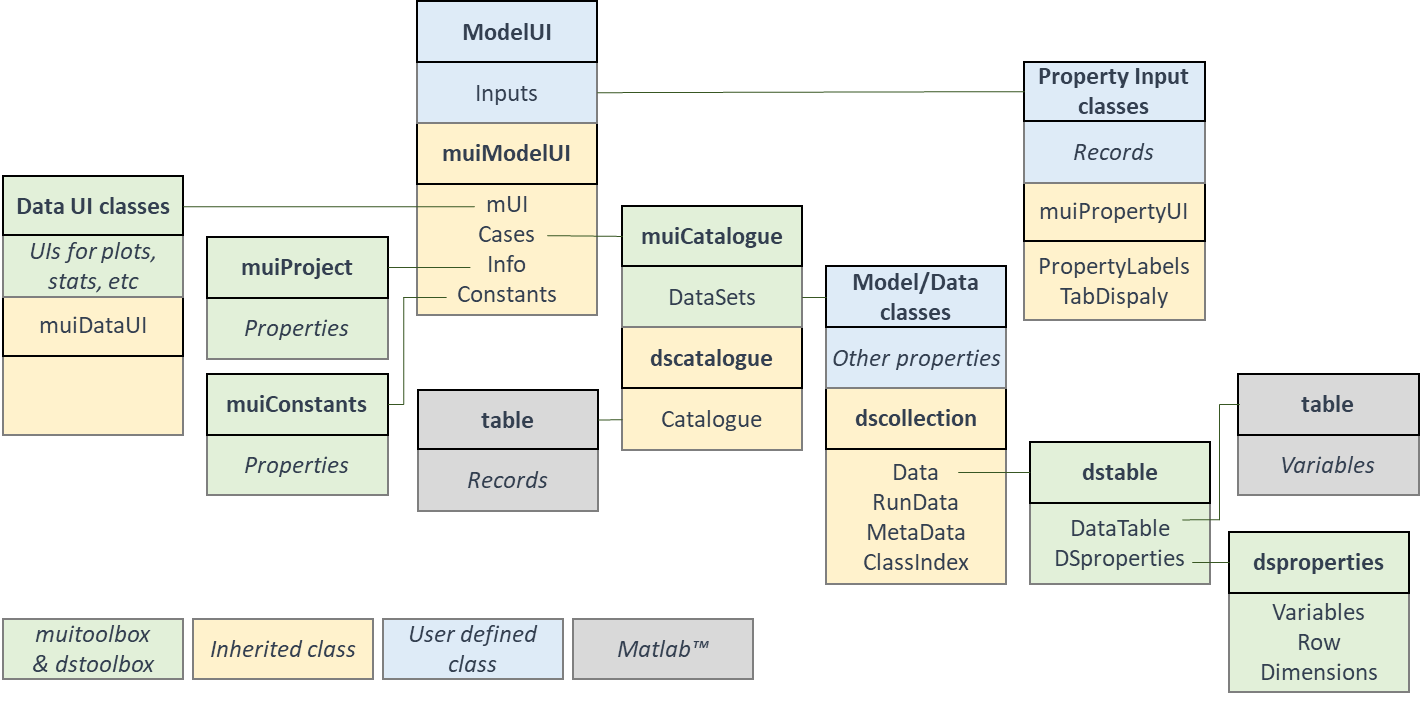 ModelUI
Inputs
muiModelUI
mUI
Cases
Info
Constants
Property Input
classes
Records
muiPropertyUI
PropertyLabels
TabDispaly
Data UI classes
UIs for plots,
stats, etc
muiDataUI
muiProject
Properties
muiConstants
Properties
muiCatalogue
DataSets
dscatalogue
Catalogue
table
Records
Model/Data
classes
Other properties
dscollection
Data
RunData
MetaData
ClassIndex
dstable
DataTable
DSproperties
table
Variables
dsproperties
Variables
Row
Dimensions
muitoolbox
& dstoolbox
Inherited class
User defined
class
Matlab™